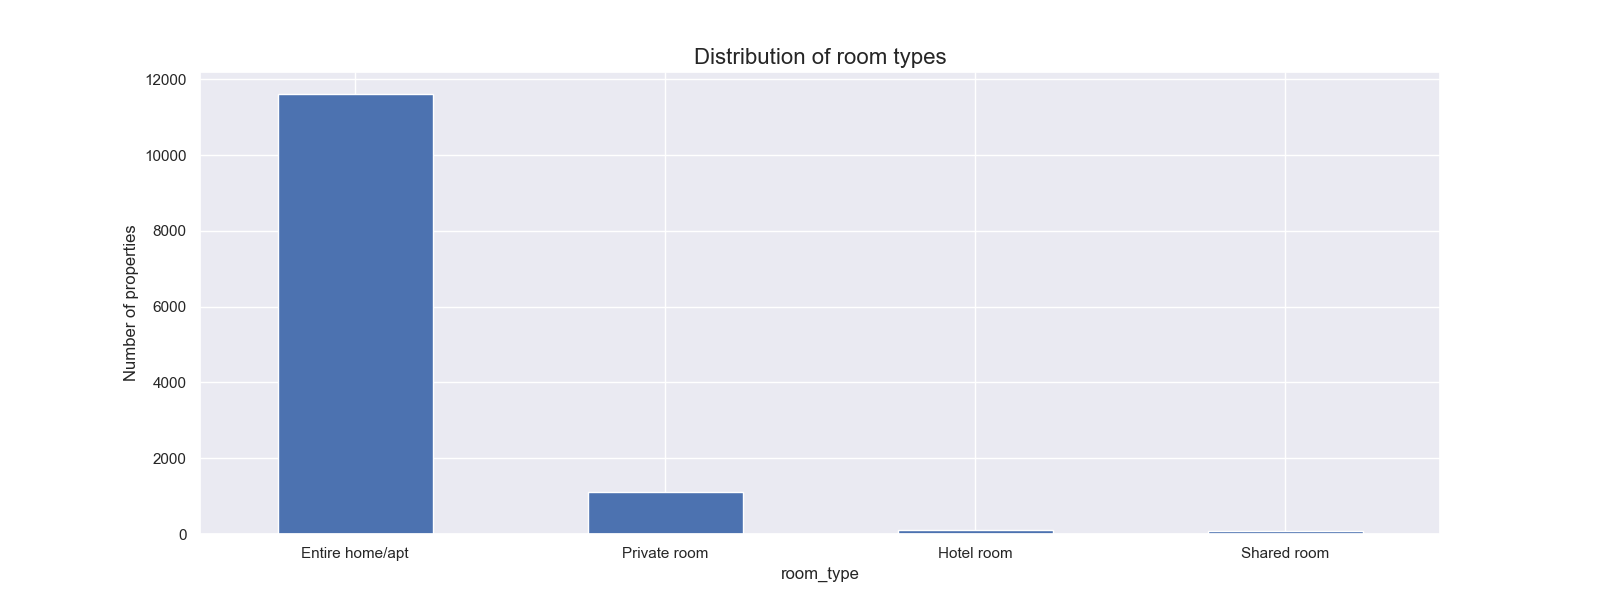 Distribution of room types
12000
10000
8000
6000
4000
2000
0
Number of properties
Entire home/apt
Private room
Hotel room
Shared room
room_type